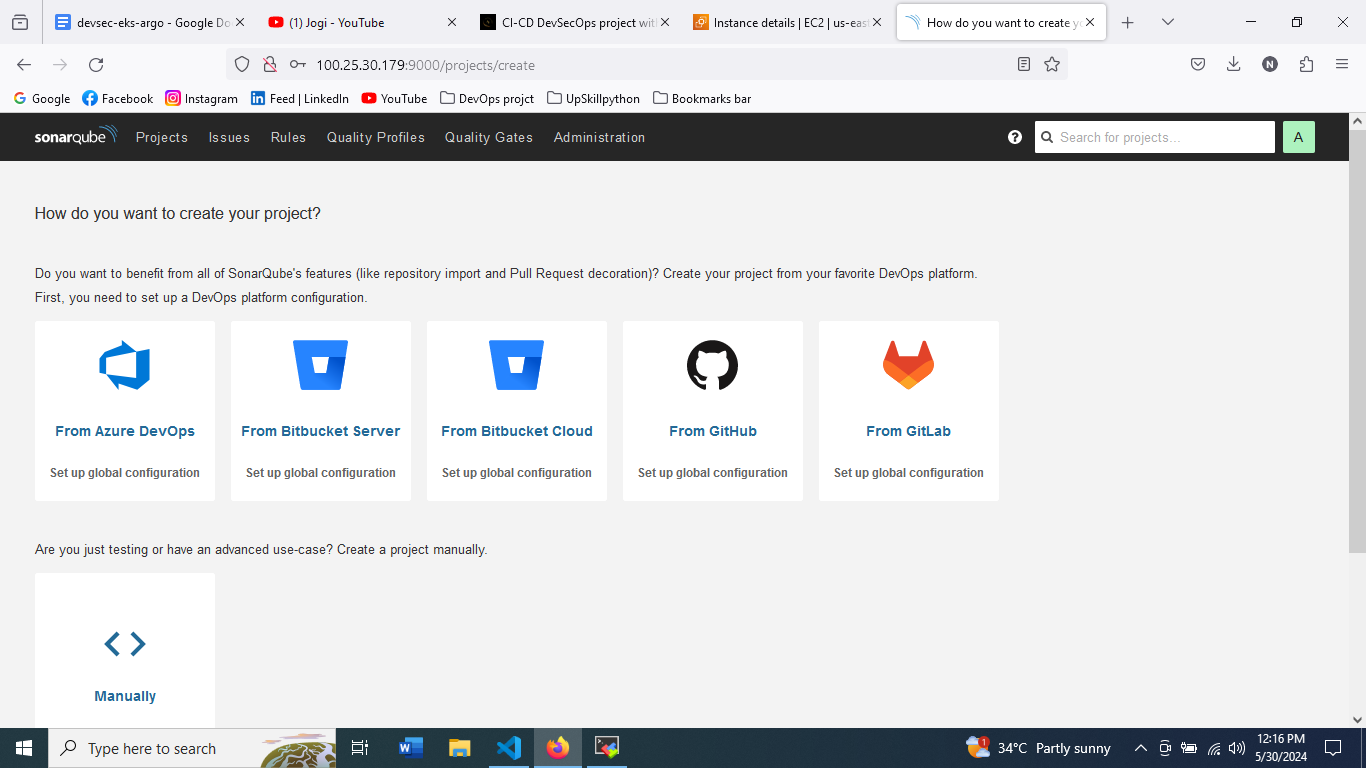 devsec-eks-argo - Google Do
(1) Jogi - YouTube
CI-CD DevSecOps project wit
Instance details | EC2 | us-eas
How do you want to create y
100.25.30.179:9000/projects/create
N
Google
Facebook
Instagram
Feed | LinkedIn
YouTube
DevOps projct
UpSkillpython
Bookmarks bar
sonarqube
Projects
Issues
Rules
Quality Profiles
Quality Gates
Administration
?
Search for projects...
A
How do you want to create your project?
Do you want to benefit from all of SonarQube's features (like repository import and Pull Request decoration)? Create your project from your favorite DevOps platform.
First, you need to set up a DevOps platform configuration.
From Azure DevOps
From Bitbucket Server
From Bitbucket Cloud
From GitHub
From GitLab
Set up global configuration
Set up global configuration
Set up global configuration
Set up global configuration
Set up global configuration
Are you just testing or have an advanced use-case? Create a project manually.
Manually
Type here to search
1
34°C Partly sunny
12:16 PM
5/30/2024